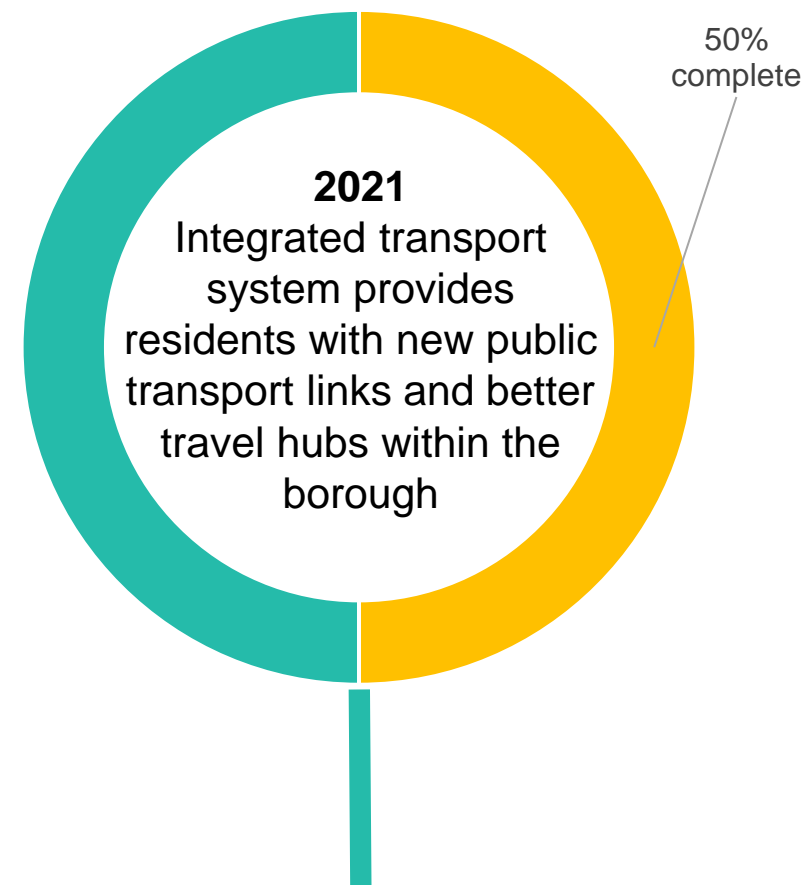 50%
complete
2021
Integrated transport
system provides
residents with new public
transport links and better
travel hubs within the
borough